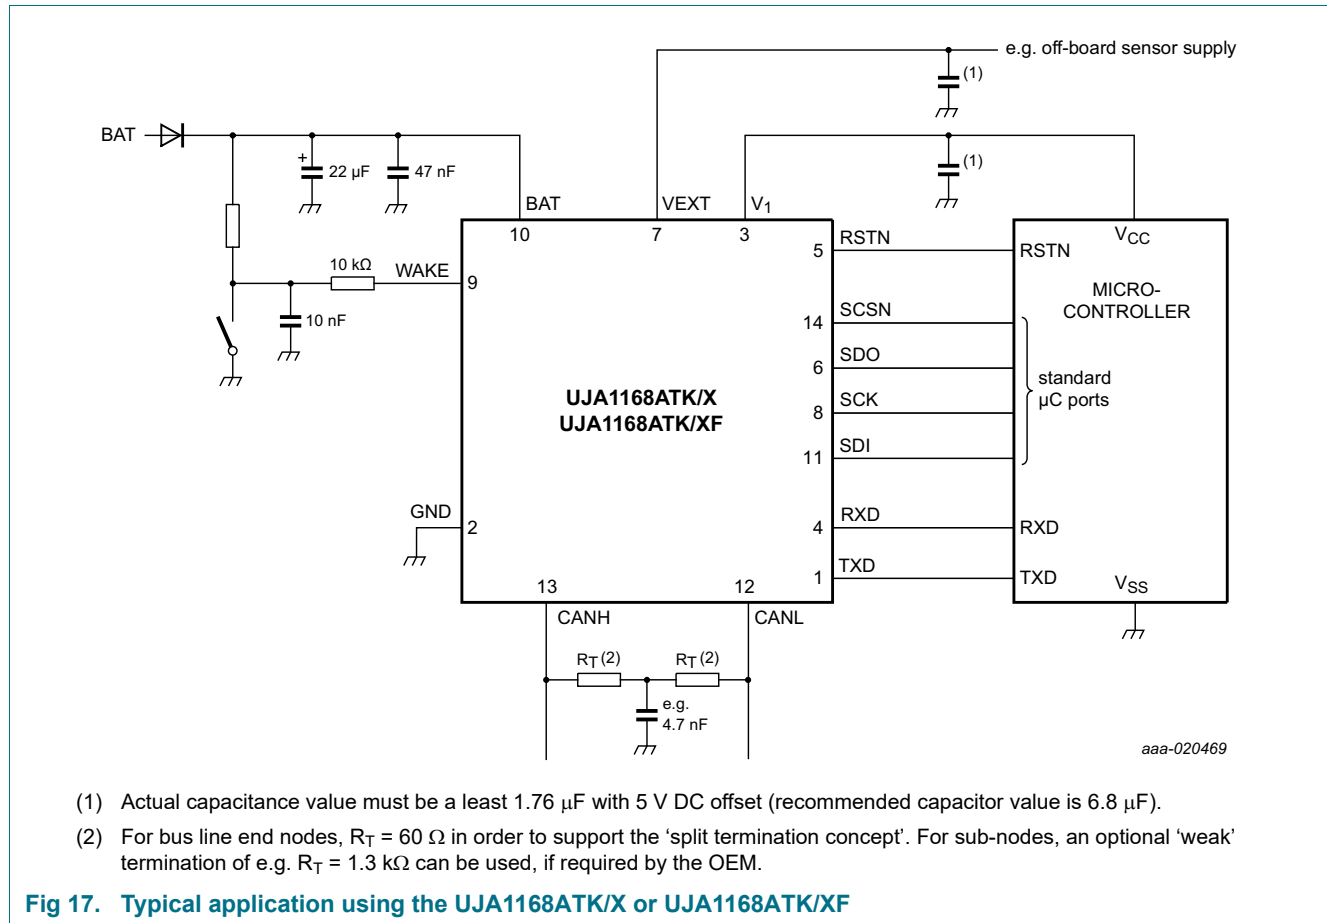 e.g. off-board sensor supply
(1)
BAT
(1)
+
22 µF
47 nF
BAT
VEXT
V1
10
7
3
VCC
5
RSTN
RSTN
10 kΩ
WAKE
9
MICRO-
CONTROLLER
10 nF
14
SCSN
6
SDO
standard
µC ports
UJA1168ATK/X
UJA1168ATK/XF
8
SCK
11
SDI
GND
2
4
RXD
RXD
1
TXD
TXD
13
12
VSS
CANH
CANL
RT(2)
RT(2)
e.g.
4.7 nF
aaa-020469
(1) Actual capacitance value must be a least 1.76 μF with 5 V DC offset (recommended capacitor value is 6.8 μF).
(2) For bus line end nodes, RT = 60 Ω in order to support the ‘split termination concept’. For sub-nodes, an optional ‘weak’
termination of e.g. RT = 1.3 kΩ can be used, if required by the OEM.
Fig 17. Typical application using the UJA1168ATK/X or UJA1168ATK/XF